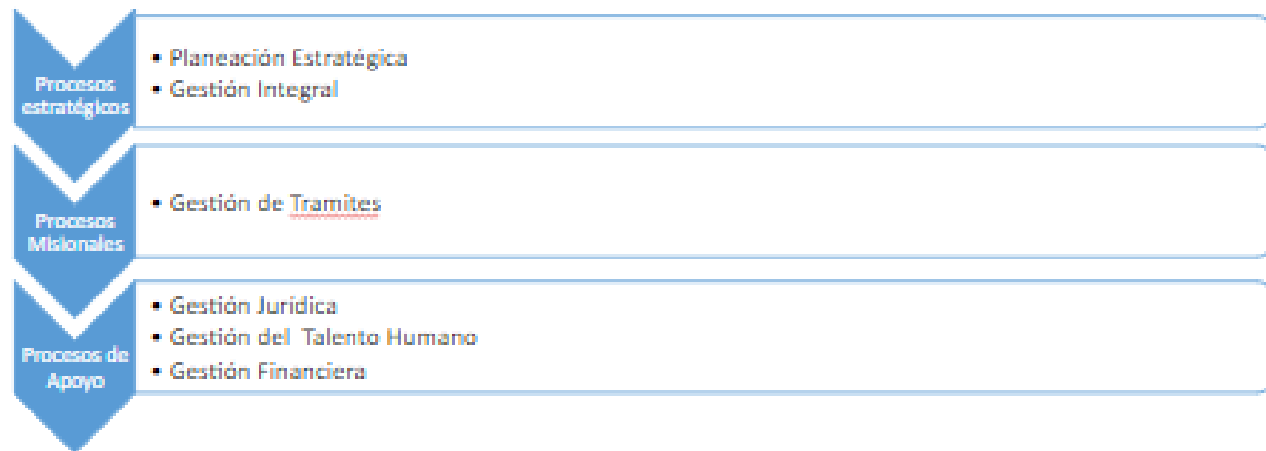 Procesos
estratégicos
• Planeación Estratégica
• Gestión Integral
Procesos
Misionales
• Gestión de Tramites
Procesos de
Apoyo
• Gestión Jurídica
• Gestión del Talento Humano
• Gestión Financiera